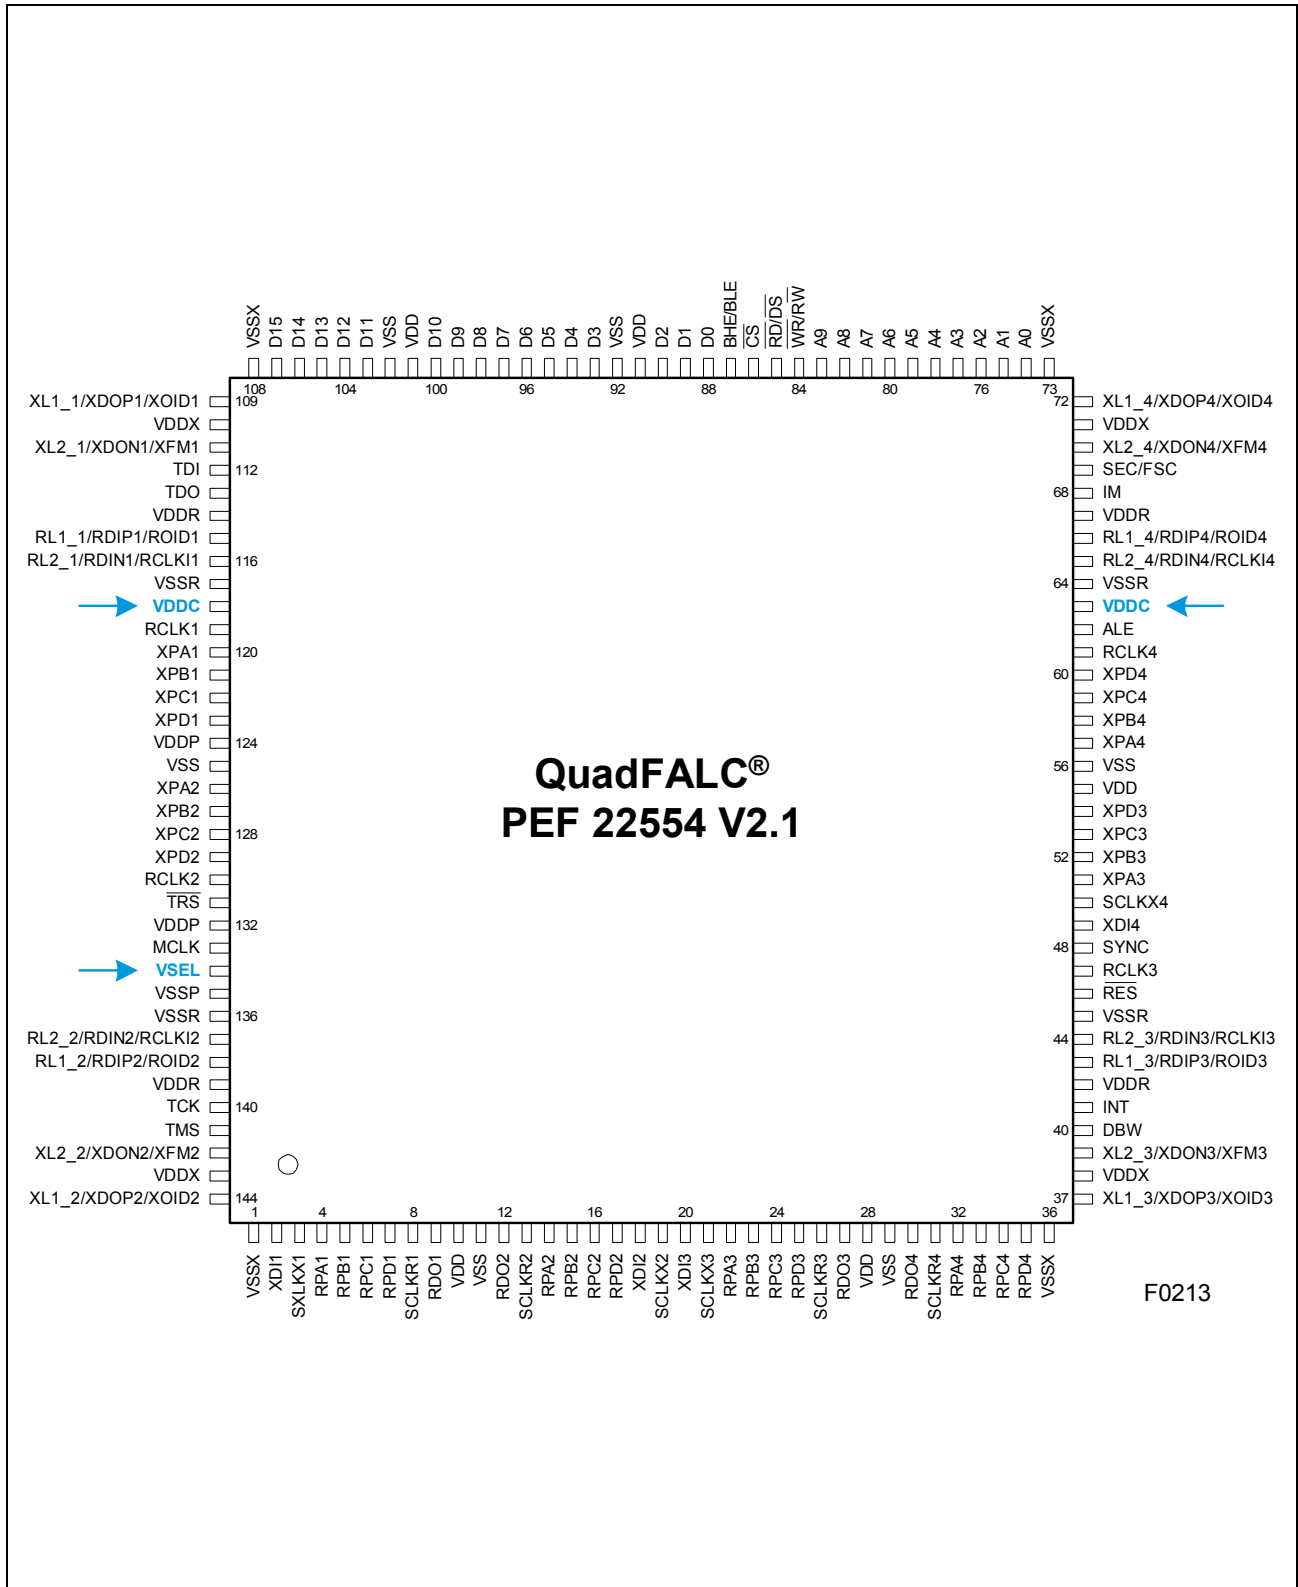 VSSX
D15
D14
D13
D12
D11
VSS
VDD
D10
D9
D8
D7
D6
D5
D4
D3
VSS
VDD
D2
D1
D0
BHE/BLE
CS
RD/DS
WR/RW
A9
A8
A7
A6
A5
A4
A3
A2
A1
A0
VSSX
108
104
100
96
92
88
84
80
76
73
XL1_1/XDOP1/XOID1 109
VDDX
XL2_1/XDON1/XFM1
TDI 112
TDO
VDDR
RL1_1/RDIP1/ROID1
RL2_1/RDIN1/RCLKI1 116
VSSR
VDDC
RCLK1
XPA1 120
XPB1
XPC1
XPD1
VDDP 124
VSS
XPA2
XPB2
XPC2 128
XPD2
RCLK2
TRS
VDDP 132
MCLK
VSEL
VSSP
VSSR 136
RL2_2/RDIN2/RCLKI2
RL1_2/RDIP2/ROID2
VDDR
TCK 140
TMS
XL2_2/XDON2/XFM2
VDDX
XL1_2/XDOP2/XOID2 144
QuadFALC®
PEF 22554 V2.1
72 XL1_4/XDOP4/XOID4
VDDX
XL2_4/XDON4/XFM4
SEC/FSC
68 IM
VDDR
RL1_4/RDIP4/ROID4
RL2_4/RDIN4/RCLKI4
64 VSSR
VDDC
ALE
RCLK4
60 XPD4
XPC4
XPB4
XPA4
56 VSS
VDD
XPD3
XPC3
52 XPB3
XPA3
SCLKX4
XDI4
48 SYNC
RCLK3
RES
VSSR
44 RL2_3/RDIN3/RCLKI3
RL1_3/RDIP3/ROID3
VDDR
INT
40 DBW
XL2_3/XDON3/XFM3
VDDX
37 XL1_3/XDOP3/XOID3
1
4
8
12
16
20
24
28
32
36
VSSX
XDI1
SXLKX1
RPA1
RPB1
RPC1
RPD1
SCLKR1
RDO1
VDD
VSS
RDO2
SCLKR2
RPA2
RPB2
RPC2
RPD2
XDI2
SCLKX2
XDI3
SCLKX3
RPA3
RPB3
RPC3
RPD3
SCLKR3
RDO3
VDD
VSS
RDO4
SCLKR4
RPA4
RPB4
RPC4
RPD4
VSSX
F0213